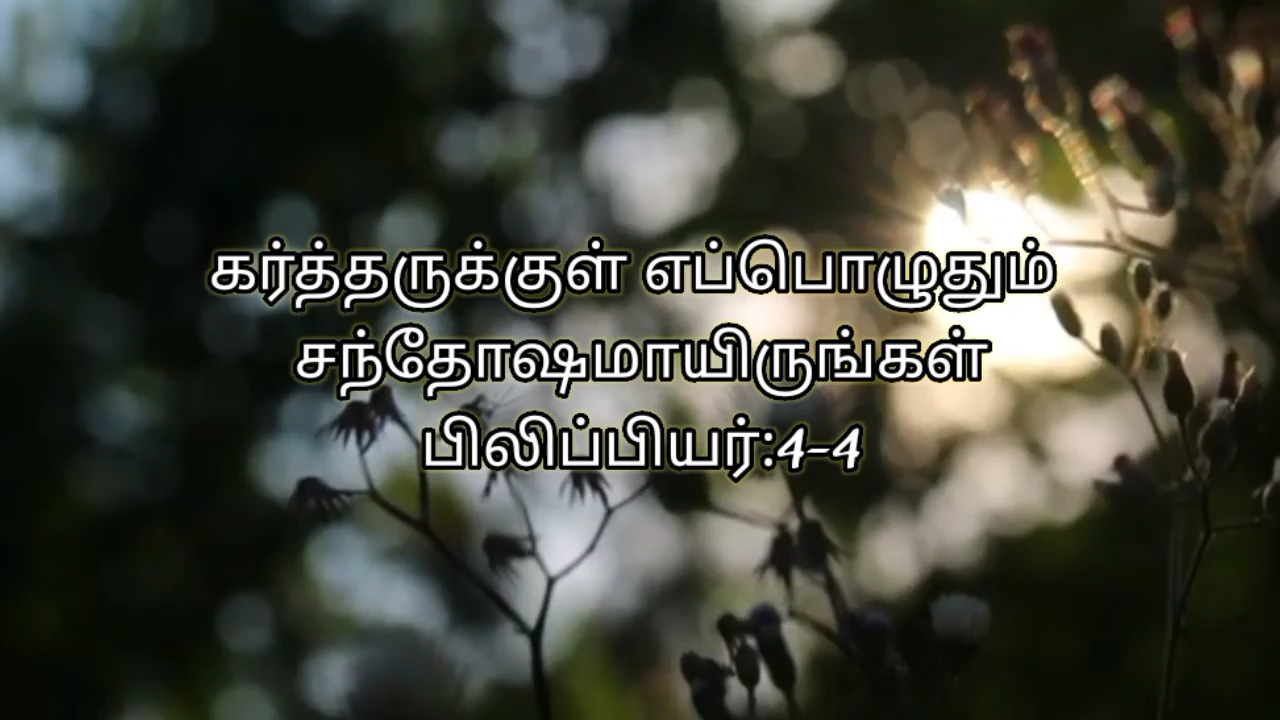 கர்த்தருக்குள் எப்பொழுதும்
சந்தோஷமாயிருங்கள்
பிலிப்பியர்:4-4